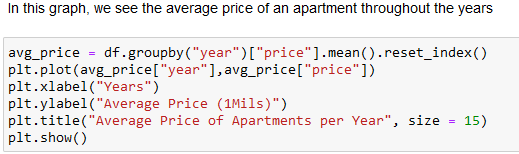 In this graph, we see the average price of an apartment throughout the years
avg_price = df.groupby("year")["price"].mean().reset_index()
plt.plot(avg_price["year"],avg_price["price"])
plt.xlabel("Years")
plt.ylabel("Average Price (1Mils)")
plt.title("Average Price of Apartments per Year", size = 15)
plt.show()